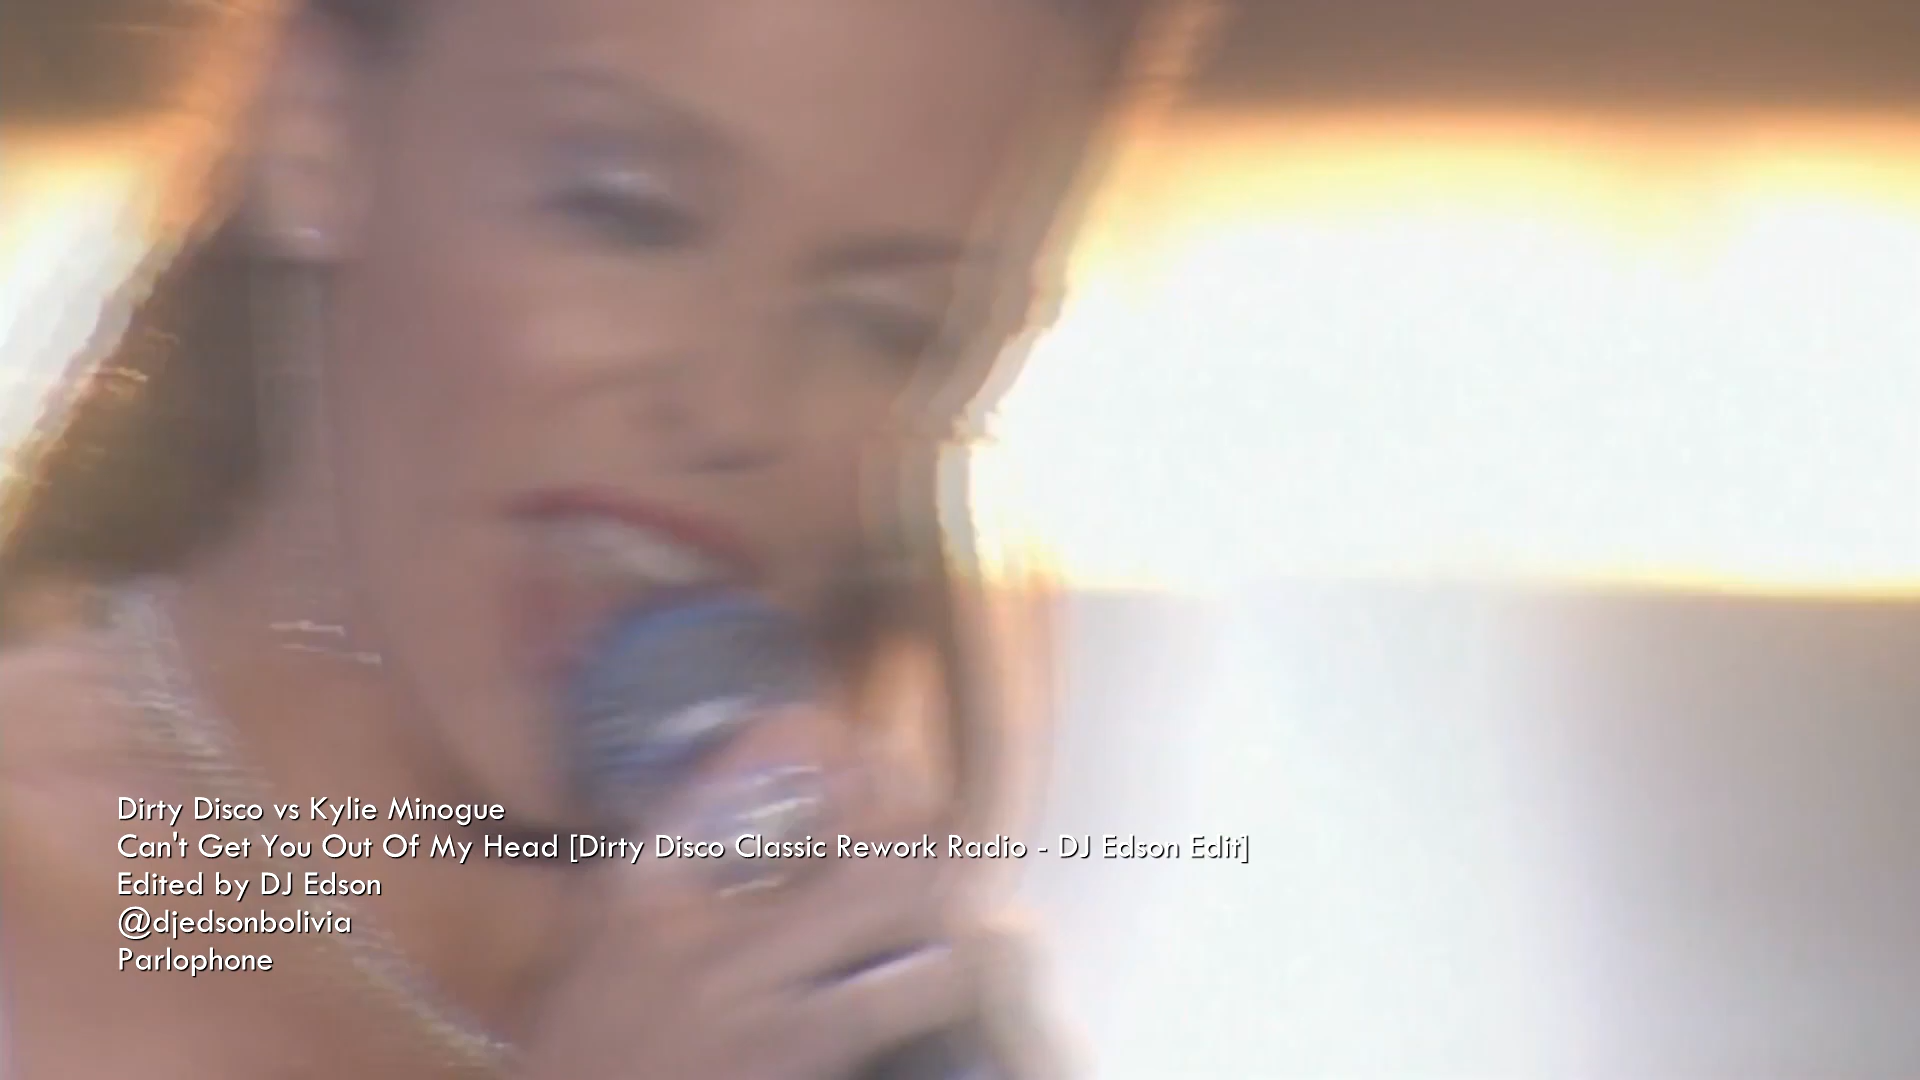 Dirty Disco vs Kylie Minogue
Can't Get You Out Of My Head [Dirty Disco Classic Rework Radio - DJ Edson Edit]
Edited by DJ Edson
@djedsonbolivia
Parlophone